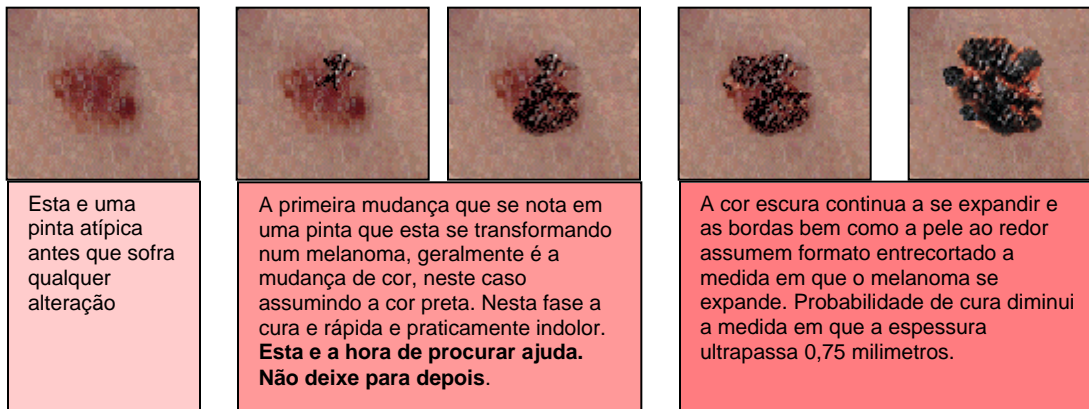 Esta e uma
pinta atípica
antes que sofra
qualquer
alteração
A primeira mudança que se nota em
uma pinta que esta se transformando
num melanoma, geralmente é a
mudança de cor, neste caso
assumindo a cor preta. Nesta fase a
cura e rápida e praticamente indolor.
Esta e a hora de procurar ajuda.
Não deixe para depois.
A cor escura continua a se expandir e
as bordas bem como a pele ao redor
assumem formato entrecortado a
medida em que o melanoma se
expande. Probabilidade de cura diminui
a medida em que a espessura
ultrapassa 0,75 milimetros.